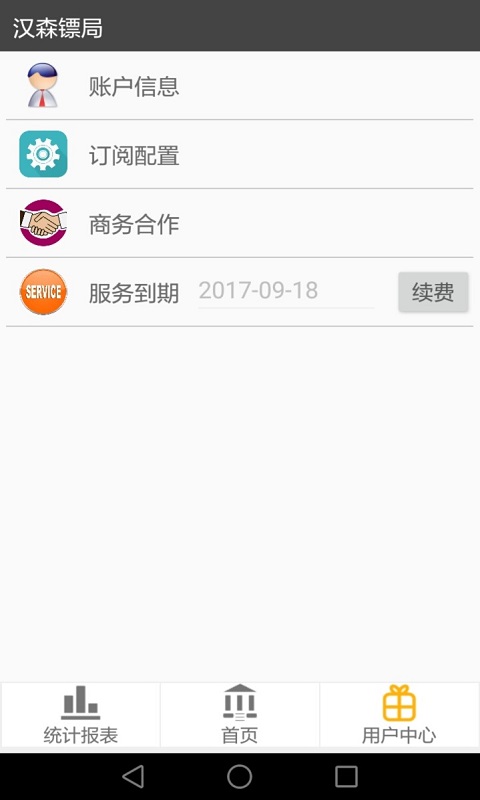 汉森镖局
账户信息
订阅配置
商务合作
SERVICE 服务到期 2017-09-18 续费
统计报表 首页 用户中心